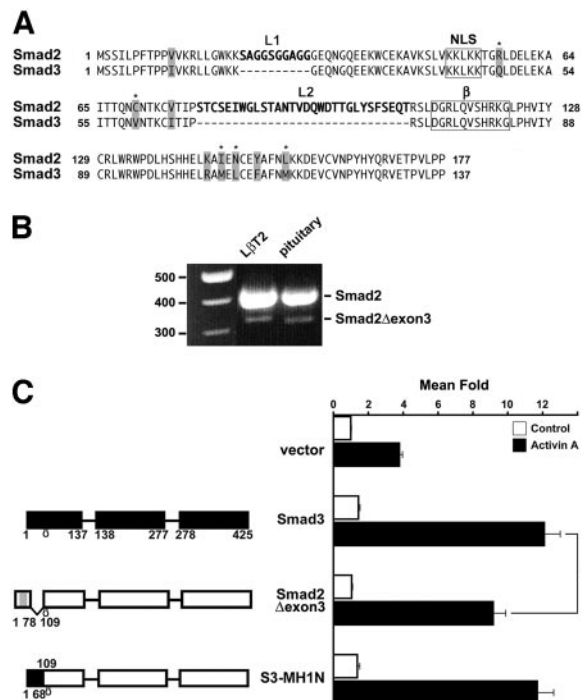 A
L1 NLS
Smad2 1 MSSILPFTPPVVKRLLGWKKSAGGSGGAGGGEQNGQEEKWCEKAVKSLVKKLKKTGRLDELEKA 64
Smad3 1 MSSILPFTPPIVKRLLGWKK----------GEQNGQEEKWCEKAVKSLVKKLKKTGQLDELEKA 54
* *
L2 β
Smad2 65 ITTQNCNTKCVTIPSTCSEIWGLSTANTVDQWDTTGLYSFSEQTRSLDGRLQVSHRKGLPHVIY 128
Smad3 55 ITTQNVNTKCITIP------------------------------RSLDGRLQVSHRKGLPHVIY 88
* * *
Smad2 129 CRLWRWPDLHSHHELKAIENCEYAFNLKKDEVCVNPYHYQRVETPVLPP 177
Smad3 89 CRLWRWPDLHSHHELRAMELCEFAFNMKKDEVCVNPYHYQRVETPVLPP 137
B
LβT2 pituitary
500
400 Smad2
Smad2Δexon3
300
C
Mean Fold
0 2 4 6 8 10 12
Control
Activin A
vector
Smad3
1 0 137 138 277 278 425
Smad2
Δexon3
0
1 78 109
109
S3-MH1N
1 68 0